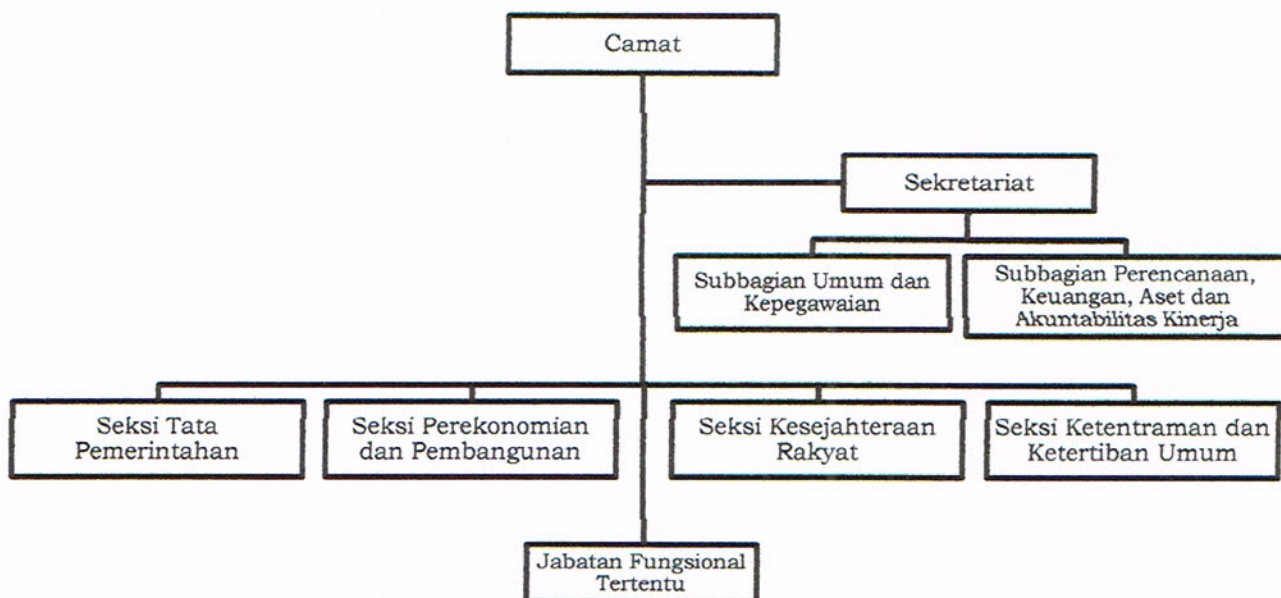 Camat
Sekretariat
Subbagian Umum dan
Kepegawaian
Subbagian Perencanaan,
Keuangan, Aset dan
Akuntabilitas Kinerja
Seksi Tata
Pemerintahan
Seksi Perekonomian
dan Pembangunan
Seksi Kesejahteraan
Rakyat
Seksi Ketentraman dan
Ketertiban Umum
Jabatan Fungsional
Tertentu